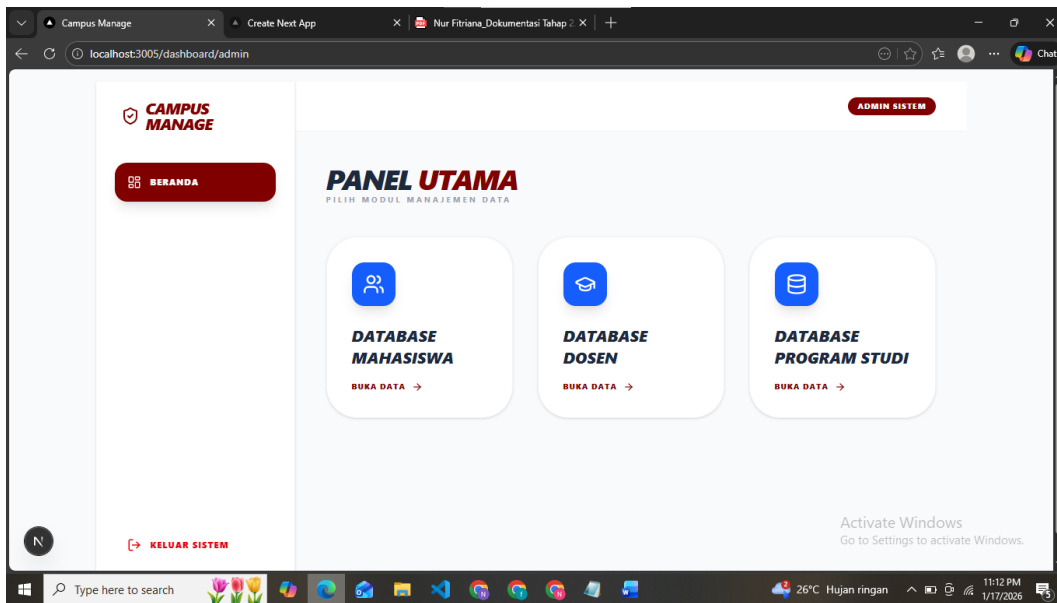 Campus Manage
Create Next App
Nur Fitriana_Dokumentasi Tahap 2
localhost:3005/dashboard/admin
Chat
CAMPUS
MANAGE
ADMIN SISTEM
BERANDA
PANEL UTAMA
PILIH MODUL MANAJEMEN DATA
DATABASE
MAHASISWA
BUKA DATA →
DATABASE
DOSEN
BUKA DATA →
DATABASE
PROGRAM STUDI
BUKA DATA →
Activate Windows
Go to Settings to activate Windows.
N
KELUAR SISTEM
Type here to search
26°C Hujan ringan
11:12 PM
1/17/2026